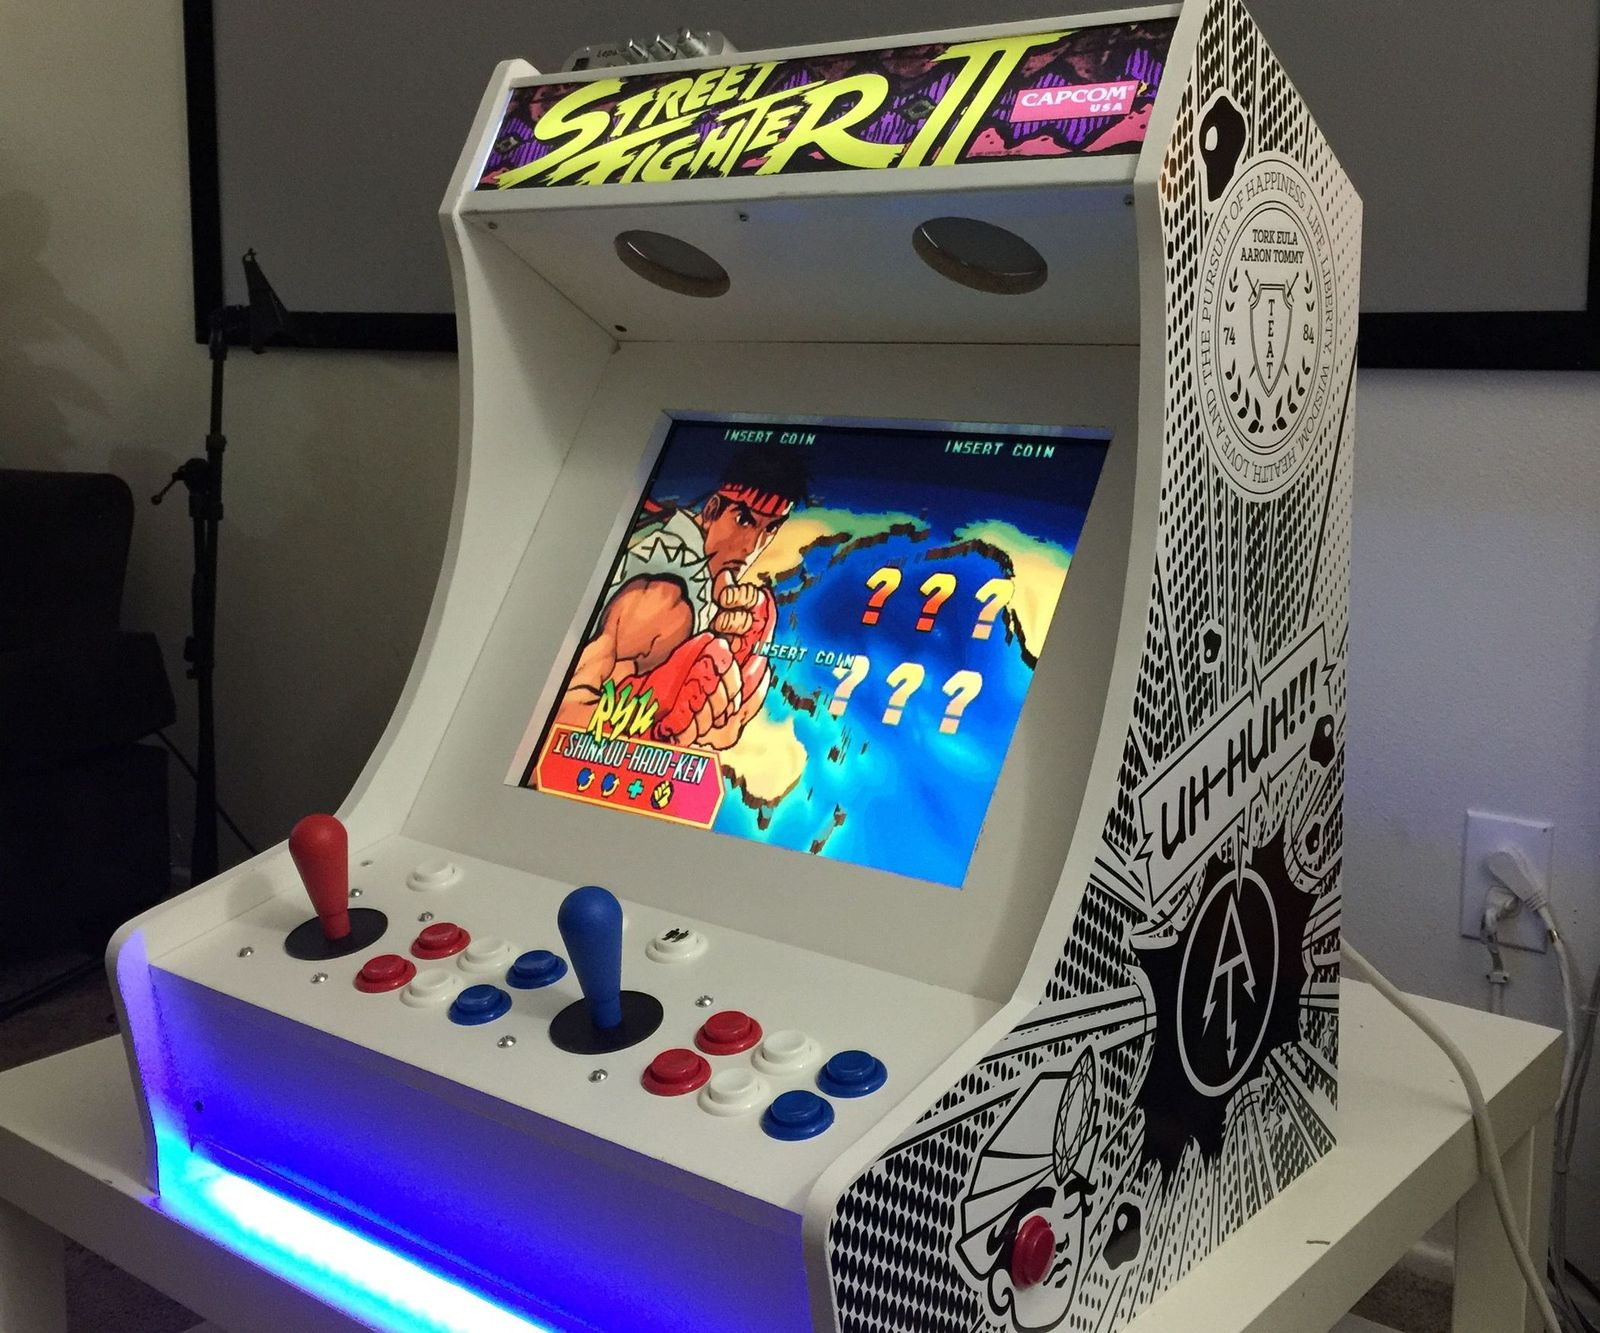 STREET
FIGHTER II
CAPCOM
USA
INSERT COIN
INSERT COIN
? ? ?
INSERT COIN
? ? ?
Ryu
I SHINKUU-HADO-KEN
+
AND THE PURSUIT OF HAPPINESS, LIFE, LIBERTY, WISDOM, HEALTH, LOVE
TORK EULA
AARON TOMMY
74
TEAT
84
UH-HUH!!!
AT